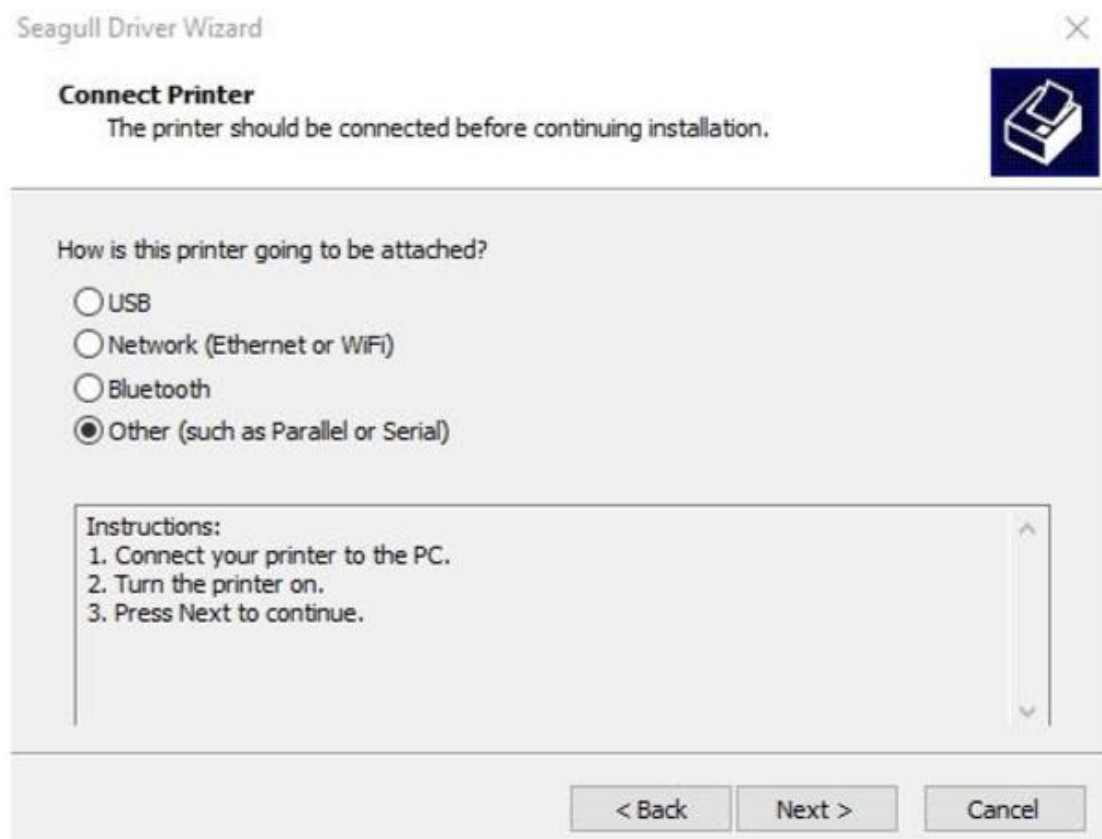 Seagull Driver Wizard
Connect Printer
The printer should be connected before continuing installation.
How is this printer going to be attached?
USB
Network (Ethernet or WiFi)
Bluetooth
Other (such as Parallel or Serial)
Instructions:
1. Connect your printer to the PC.
2. Turn the printer on.
3. Press Next to continue.
< Back Next > Cancel